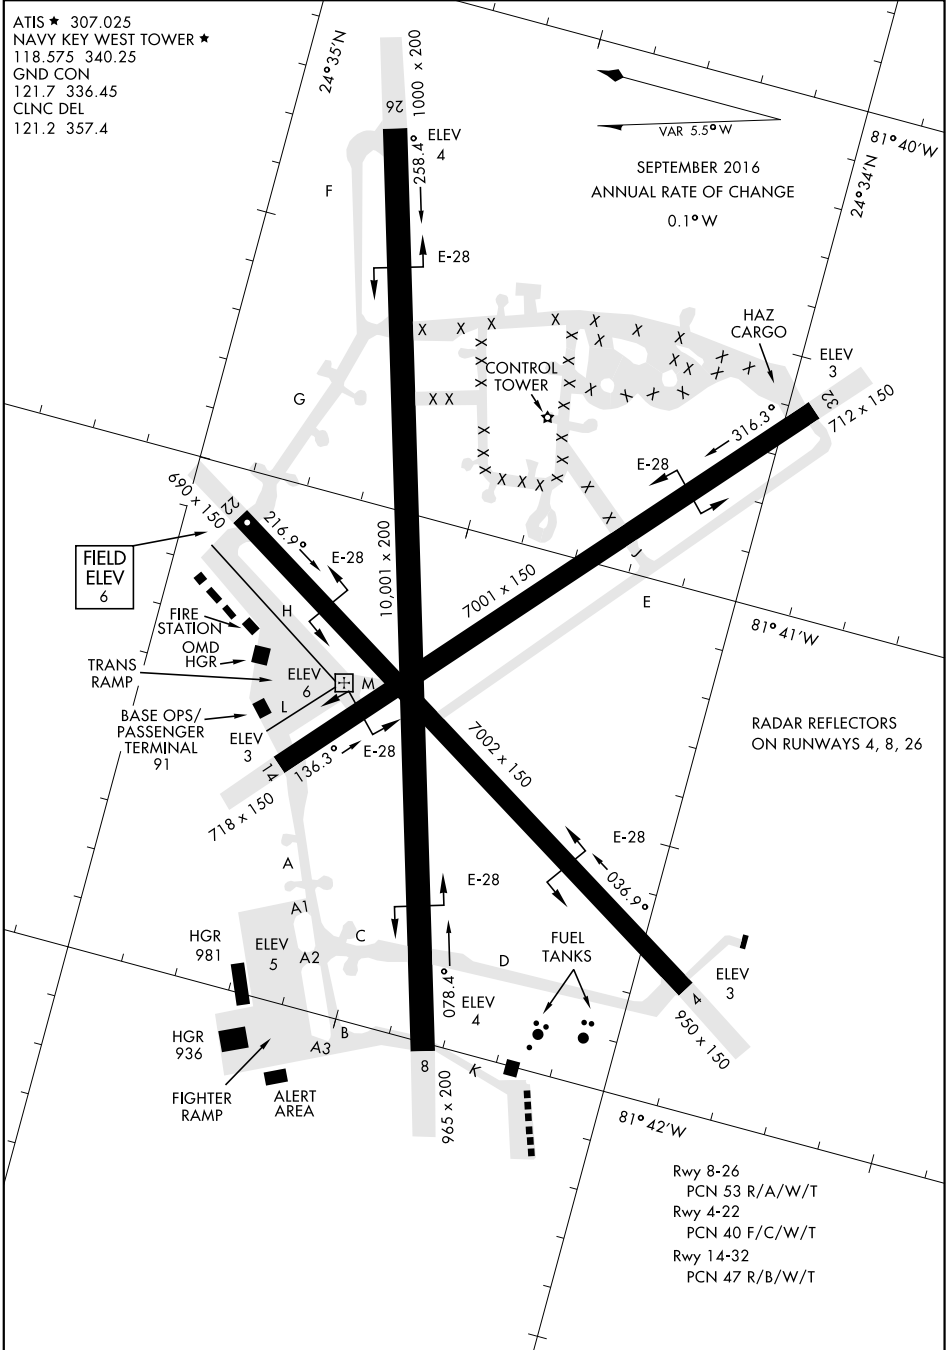 ATIS ★ 307.025
NAVY KEY WEST TOWER ★
118.575 340.25
GND CON
121.7 336.45
CLNC DEL
121.2 357.4
24°35'N
26
1000 x 200
ELEV
4
258.4°
VAR 5.5° W
81°40'W
SEPTEMBER 2016
ANNUAL RATE OF CHANGE
0.1° W
24°34'N
F
E-28
X X X X X X X
X X X X X X X X
HAZ
CARGO
CONTROL
TOWER
ELEV
3
32
712 x 150
G
X X
X X X X X X X X X X
316.3°
E-28
X X X X X X X X X X X
690 x 150
22
216.9°
FIELD
ELEV
6
E-28
10,001 x 200
7001 x 150
J
E
H
FIRE
STATION
OMD
HGR
81°41'W
TRANS
RAMP
ELEV
6
M
L
BASE OPS/
PASSENGER
TERMINAL
91
ELEV
3
14
136.3°
E-28
718 x 150
7002 x 150
RADAR REFLECTORS
ON RUNWAYS 4, 8, 26
E-28
036.9°
A
E-28
A1
HGR
981
ELEV
5
A2
C
D
FUEL
TANKS
ELEV
3
4
950 x 150
078.4°
ELEV
4
HGR
936
B
A3
8
K
965 x 200
FIGHTER
RAMP
ALERT
AREA
81°42'W
Rwy 8-26
PCN 53 R/A/W/T
Rwy 4-22
PCN 40 F/C/W/T
Rwy 14-32
PCN 47 R/B/W/T